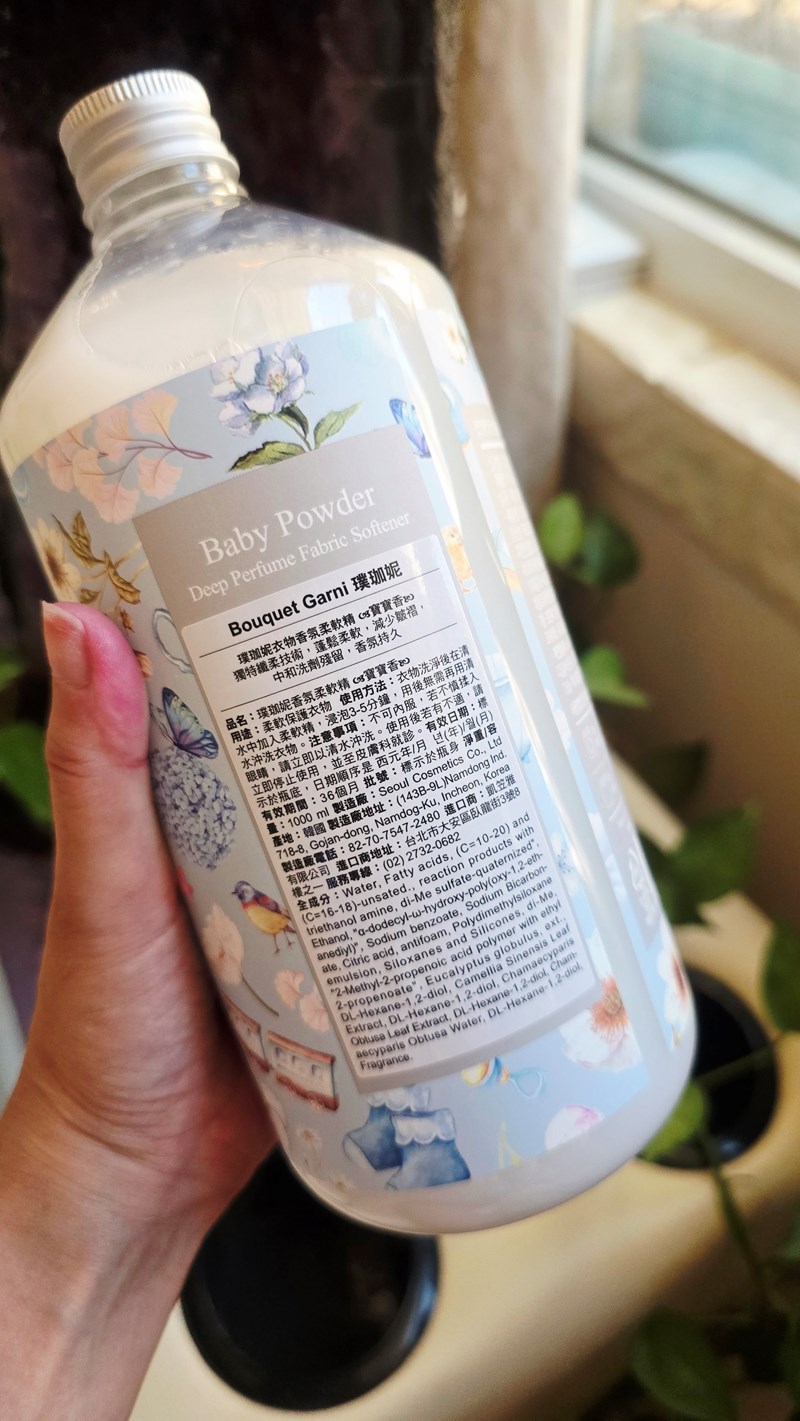 Baby Powder
Deep Perfume Fabric Softener
Bouquet Garni 璞珈妮
璞珈妮衣物香氛柔軟精 ଓ寶寶香ଓ
獨特纖柔技術，蓬鬆柔軟，減少皺褶，
中和洗劑殘留，香氛持久
品名：璞珈妮香氛柔軟精 ଓ寶寶香ଓ
用途：柔軟保護衣物 使用方法：衣物洗淨後在清
水中加入柔軟精，浸泡3-5分鐘，用後無需再用清
水沖洗衣物。注意事項：不可內服，若不慎揉入
眼睛，請立即以清水沖洗。使用後若有不適，請
立即停止使用，並至皮膚科就診。有效日期：標
示於瓶底，日期順序是 西元年/月 년(年)/월(月)
有效期間：36個月 批號：標示於瓶身 淨重/容
量：1000 ml 製造廠：Seoul Cosmetics Co., Ltd
產地：韓國 製造廠地址：(143B-9L)Namdong Ind.
718-8, Gojan-dong, Namdog-Ku, Incheon, Korea
製造廠電話：82-70-7547-2480 進口商：凱笠雅
有限公司 進口商地址：台北市大安區臥龍街3號8
樓之一 服務專線：(02) 2732-0682
全成分：Water, Fatty acids, (C=10-20) and
(C=16-18)-unsatd., reaction products with
triethanol amine, di-Me sulfate-quaternized",
Ethanol, "α-dodecyl-ω-hydroxy-poly(oxy-1,2-eth-
anediyl)", Sodium benzoate, Sodium Bicarbon-
ate, Citric acid, antifoam, Polydimethylsiloxane
emulsion, Siloxanes and Silicones, di-Me,
"2-Methyl-2-propenoic acid polymer with ethyl
2-propenoate", Eucalyptus globulus, ext.,
DL-Hexane-1,2-diol, Camellia Sinensis Leaf
Extract, DL-Hexane-1,2-diol, Chamaecyparis
Obtusa Leaf Extract, DL-Hexane-1,2-diol, Cham-
aecyparis Obtusa Water, DL-Hexane-1,2-diol,
Fragrance.